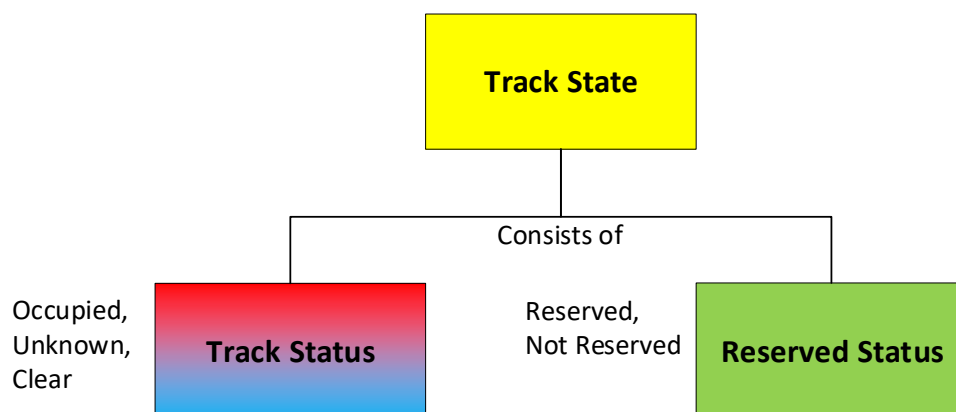 Track State
Consists of
Occupied,
Unknown,
Clear
Track Status
Reserved,
Not Reserved
Reserved Status